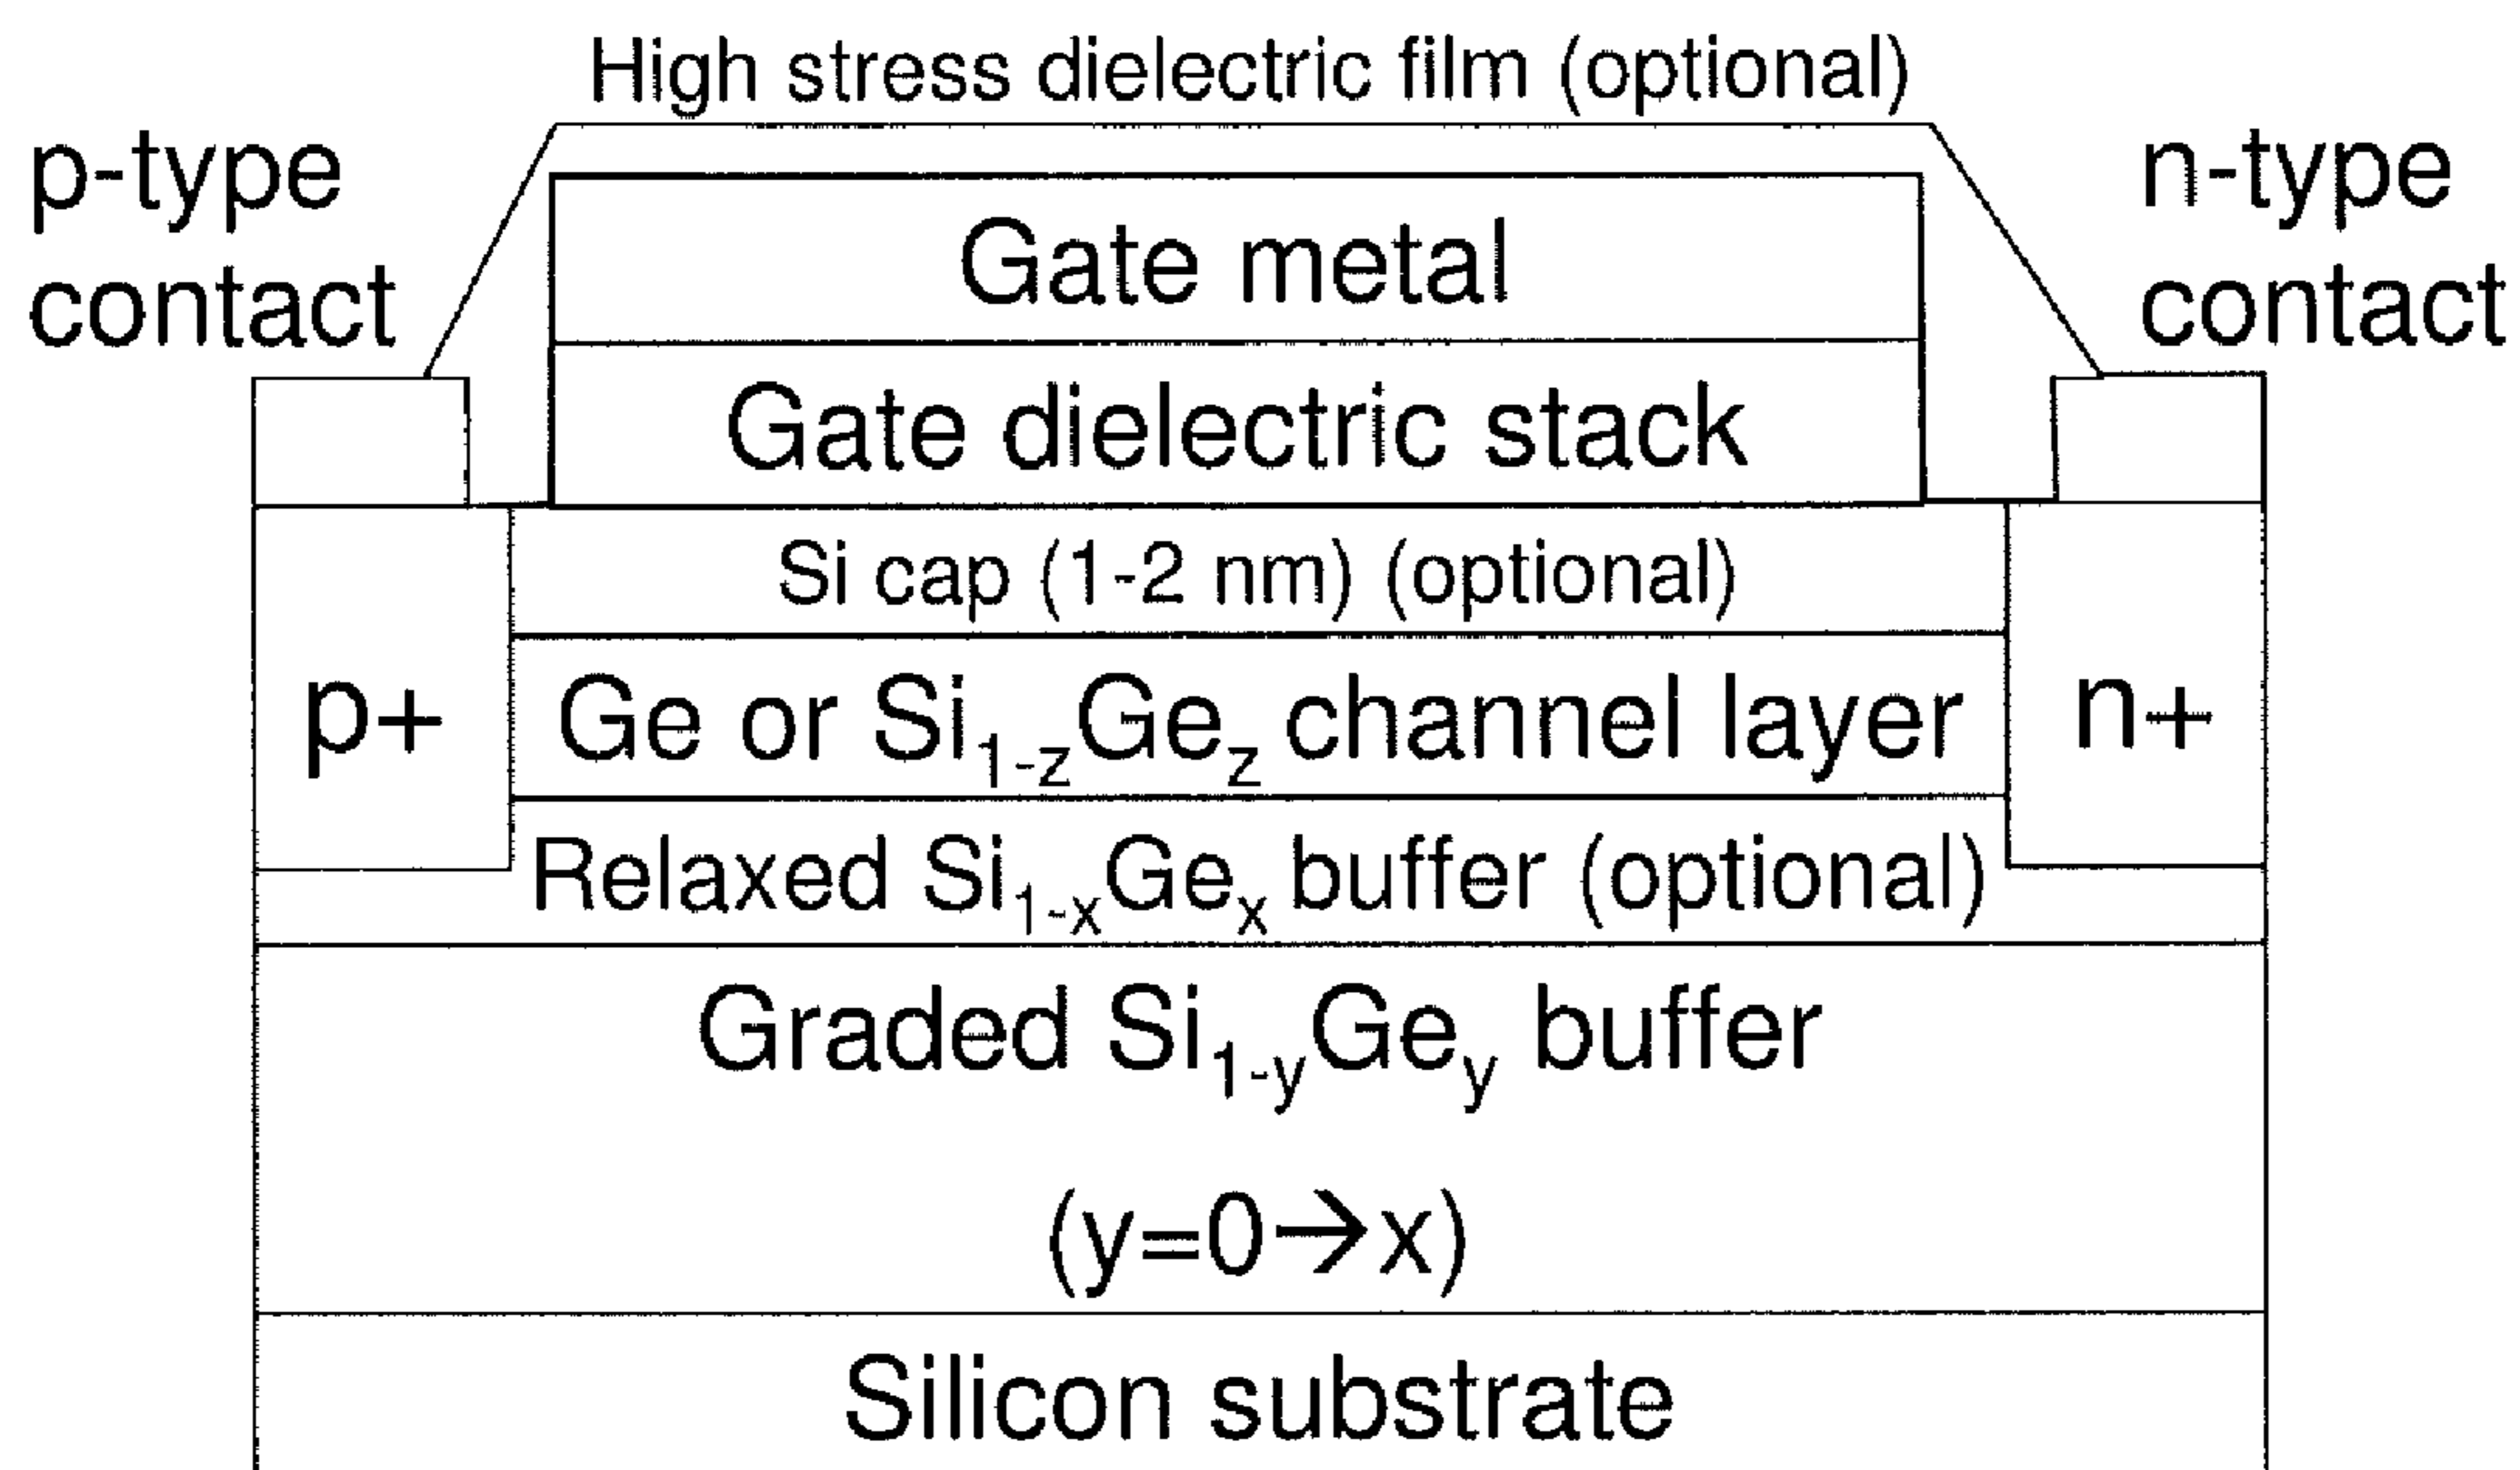 High stress dielectric film (optional)
p-type
contact
n-type
contact
Gate metal
Gate dielectric stack
Si cap (1-2 nm) (optional)
p+
Ge or Si₁₋zGez channel layer
n+
Relaxed Si₁₋ₓGeₓ buffer (optional)
Graded Si₁₋yGey buffer
(y=0→x)
Silicon substrate